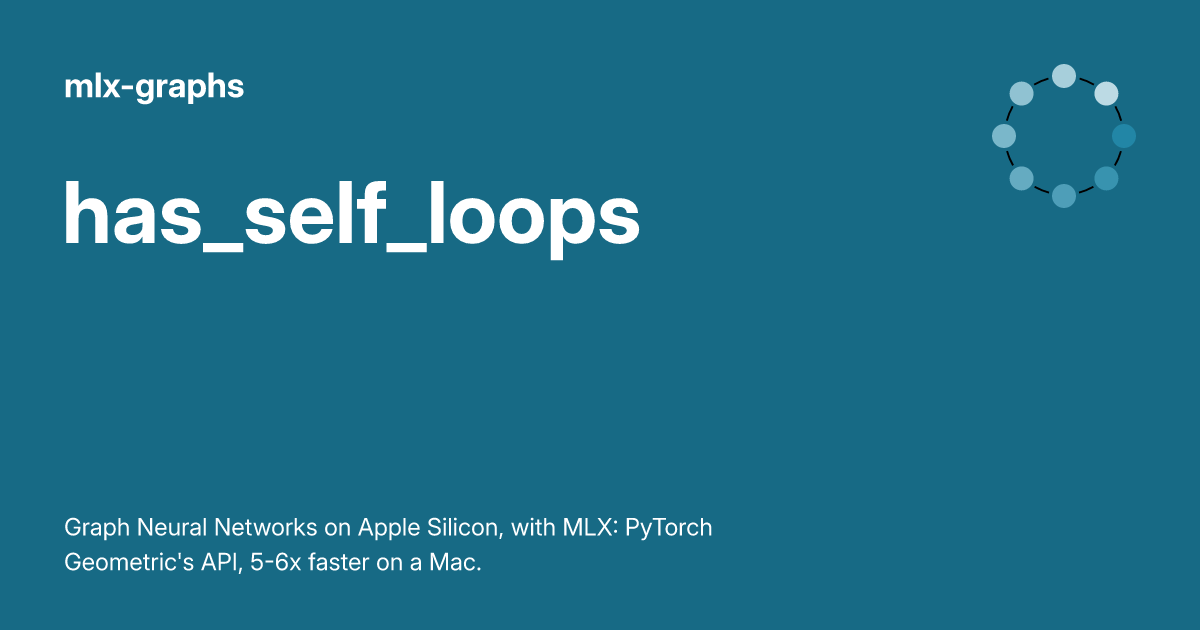 mlx-graphs
has_self_loops
Graph Neural Networks on Apple Silicon, with MLX: PyTorch
Geometric's API, 5-6x faster on a Mac.